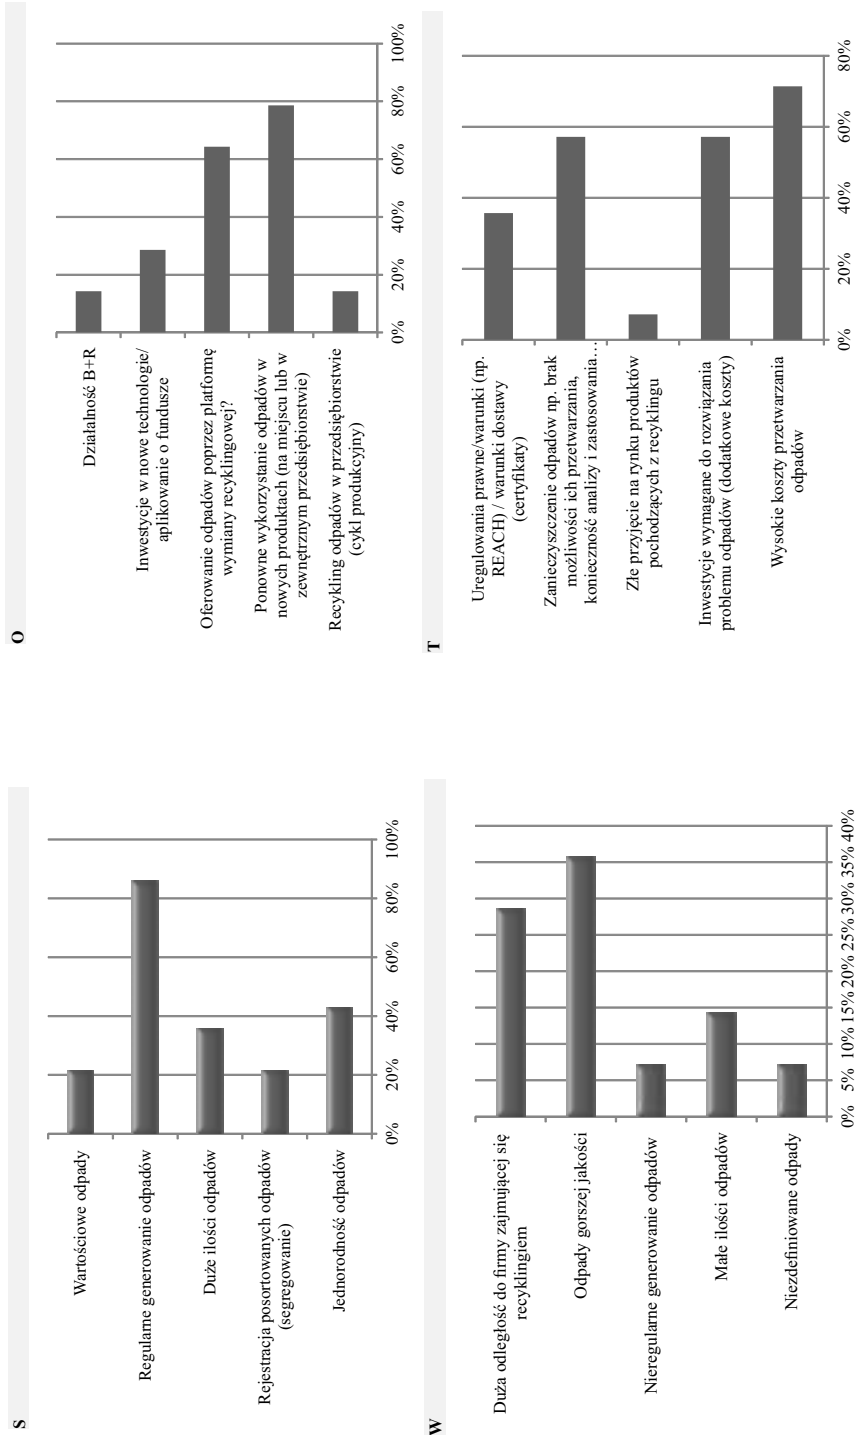 S
Wartościowe odpady
Regularne generowanie odpadów
Duże ilości odpadów
Rejestracja posortowanych odpadów
(segregowanie)
Jednorodność odpadów
0% 20% 40% 60% 80% 100%
O
Działalność B+R
Inwestycje w nowe technologie/
aplikowanie o fundusze
Oferowanie odpadów poprzez platformę
wymiany recyklingowej?
Ponowne wykorzystanie odpadów w
nowych produktach (na miejscu lub w
zewnętrznym przedsiębiorstwie)
Recykling odpadów w przedsiębiorstwie
(cykl produkcyjny)
0% 20% 40% 60% 80% 100%
W
Duża odległość do firmy zajmującej się
recyklingiem
Odpady gorszej jakości
Nieregularne generowanie odpadów
Małe ilości odpadów
Niezdefiniowane odpady
0% 5% 10% 15% 20% 25% 30% 35% 40%
T
Uregulowania prawne/warunki (np.
REACH) / warunki dostawy
(certyfikaty)
Zanieczyszczenie odpadów np. brak
możliwości ich przetwarzania,
konieczność analizy i zastosowania…
Złe przyjęcie na rynku produktów
pochodzących z recyklingu
Inwestycje wymagane do rozwiązania
problemu odpadów (dodatkowe koszty)
Wysokie koszty przetwarzania
odpadów
0% 20% 40% 60% 80%